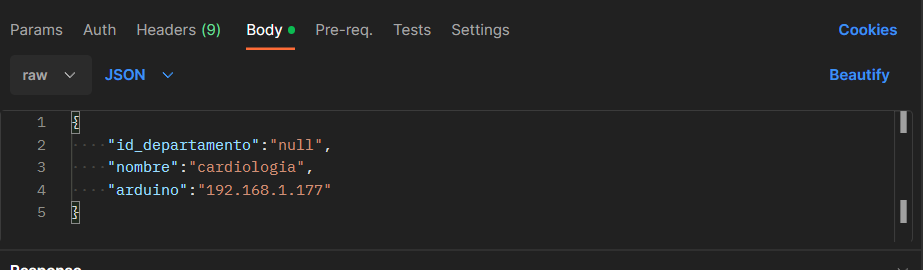 Params Auth Headers (9) Body Pre-req. Tests Settings Cookies
raw JSON Beautify
1 {
2 "id_departamento":"null",
3 "nombre":"cardiologia",
4 "arduino":"192.168.1.177"
5 }
Response